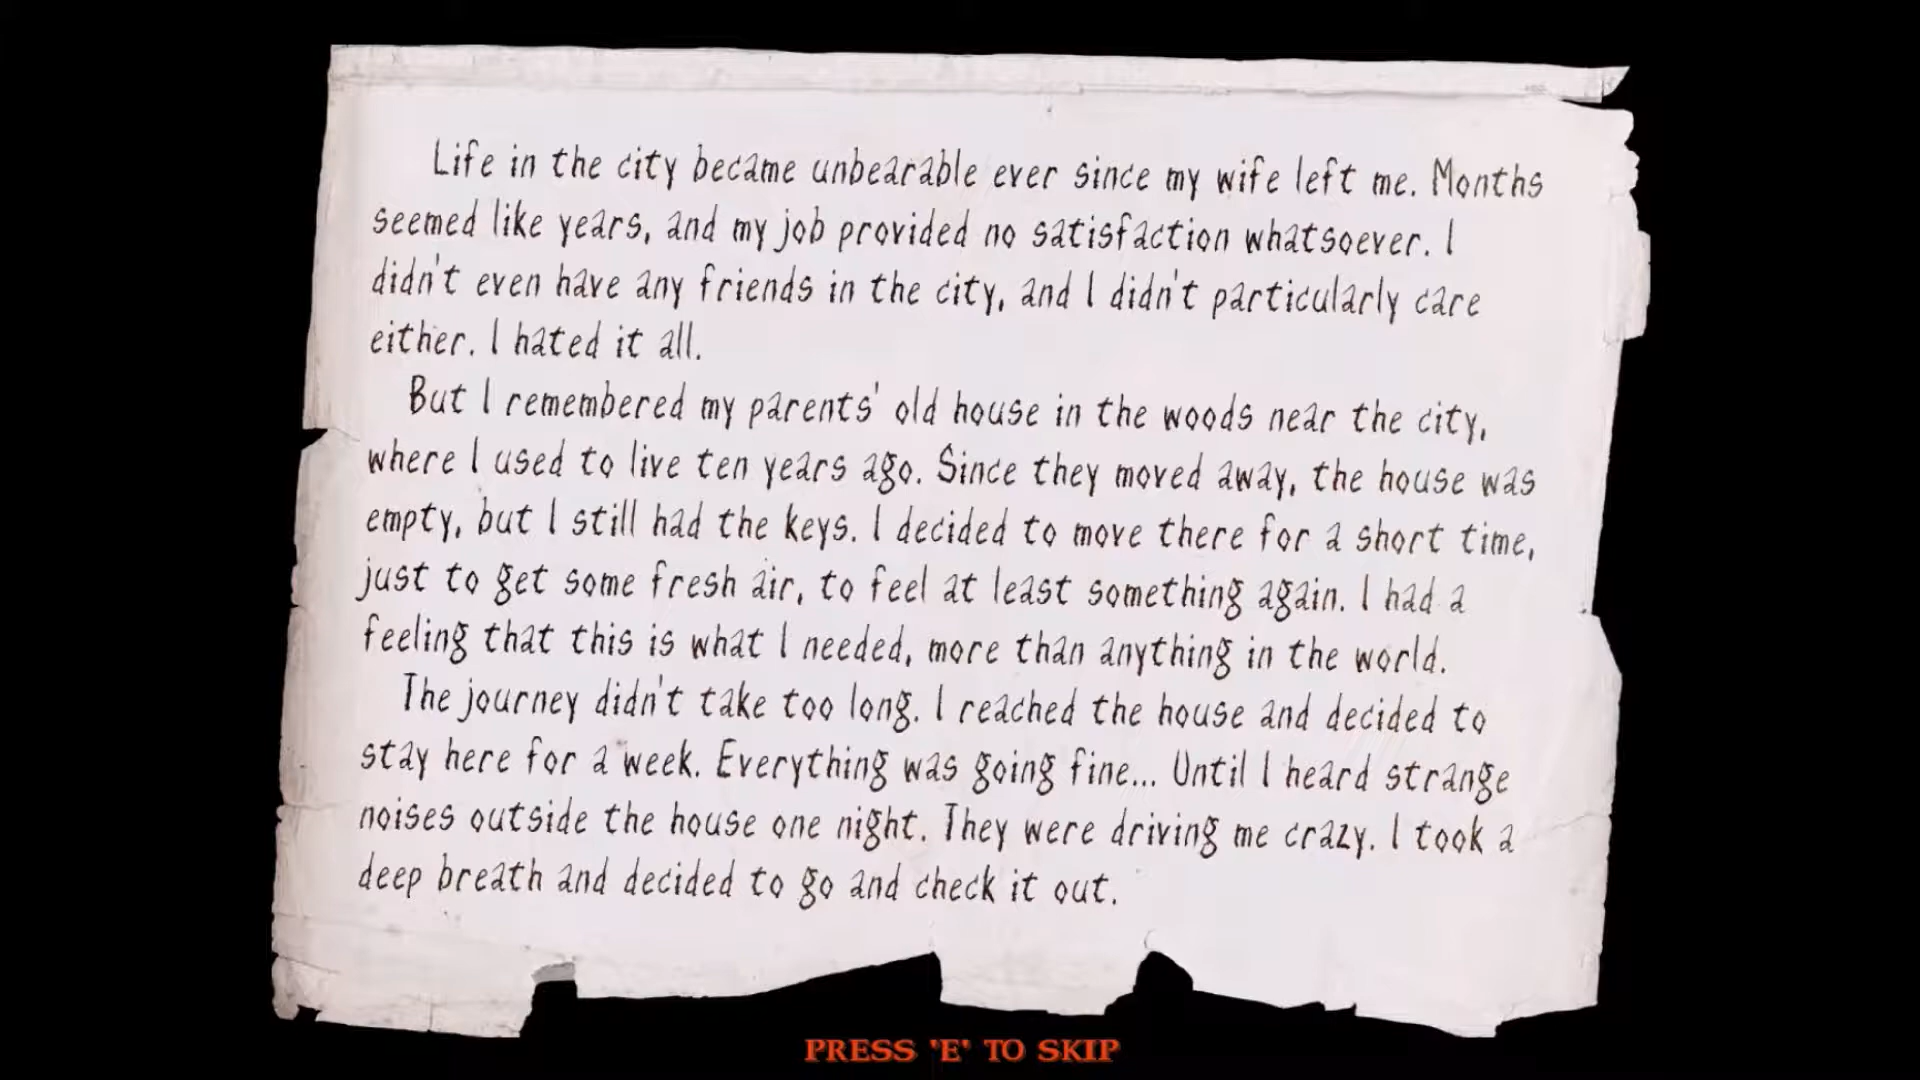 Life in the city became unbearable ever since my wife left me. Months
seemed like years, and my job provided no satisfaction whatsoever. I
didn't even have any friends in the city, and I didn't particularly care
either. I hated it all.
But I remembered my parents' old house in the woods near the city,
where I used to live ten years ago. Since they moved away, the house was
empty, but I still had the keys. I decided to move there for a short time,
just to get some fresh air, to feel at least something again. I had a
feeling that this is what I needed, more than anything in the world.
The journey didn't take too long. I reached the house and decided to
stay here for a week. Everything was going fine... Until I heard strange
noises outside the house one night. They were driving me crazy. I took a
deep breath and decided to go and check it out.
PRESS 'E' TO SKIP